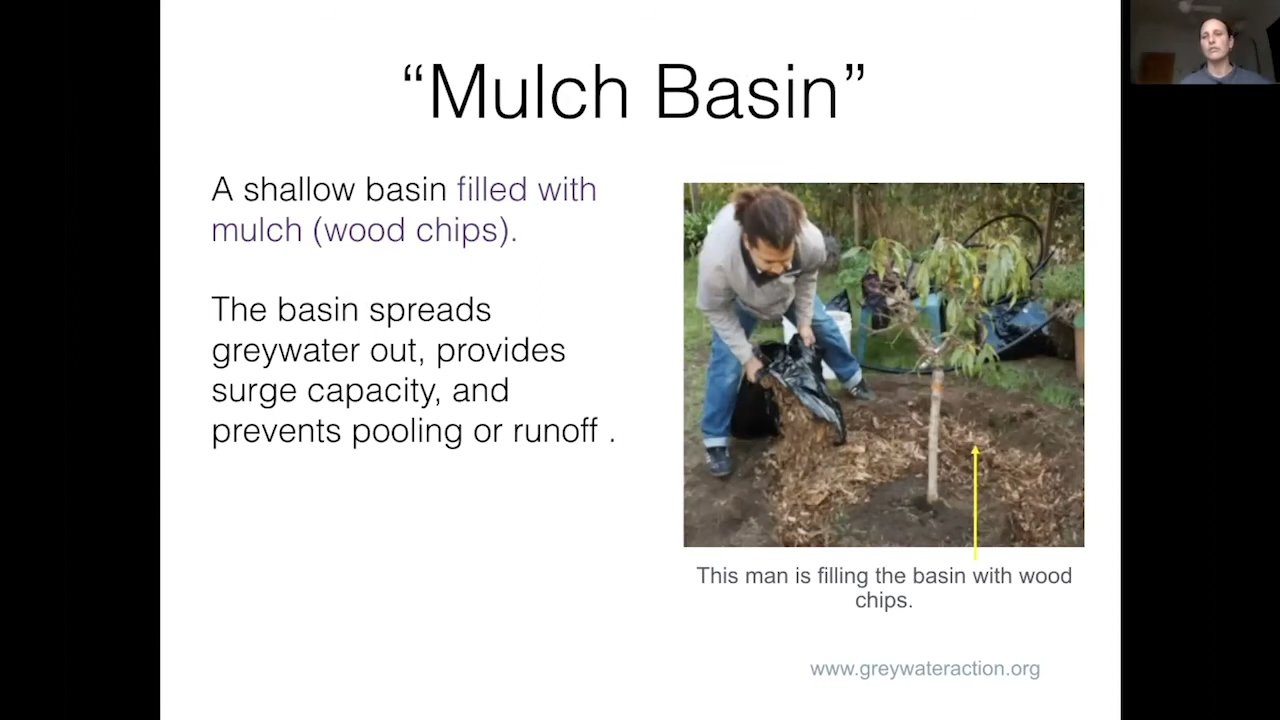 “Mulch Basin”
A shallow basin filled with
mulch (wood chips).
The basin spreads
greywater out, provides
surge capacity, and
prevents pooling or runoff .
This man is filling the basin with wood
chips.
www.greywateraction.org